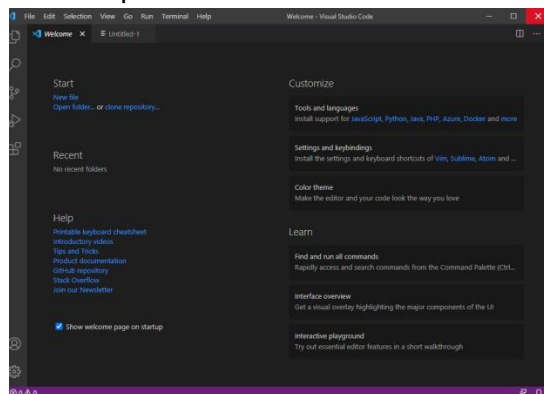 File Edit Selection View Go Run Terminal Help
Welcome - Visual Studio Code
Welcome
Untitled-1
Start
New file
Open folder... or clone repository...
Recent
No recent folders
Help
Printable keyboard cheatsheet
Introductory videos
Tips and Tricks
Product documentation
GitHub repository
Stack Overflow
Join our Newsletter
Show welcome page on startup
Customize
Tools and languages
Install support for JavaScript, Python, Java, PHP, Azure, Docker and more
Settings and keybindings
Install the settings and keyboard shortcuts of Vim, Sublime, Atom and ...
Color theme
Make the editor and your code look the way you love
Learn
Find and run all commands
Rapidly access and search commands from the Command Palette (Ctrl...
Interface overview
Get a visual overlay highlighting the major components of the UI
Interactive playground
Try out essential editor features in a short walkthrough
0 0